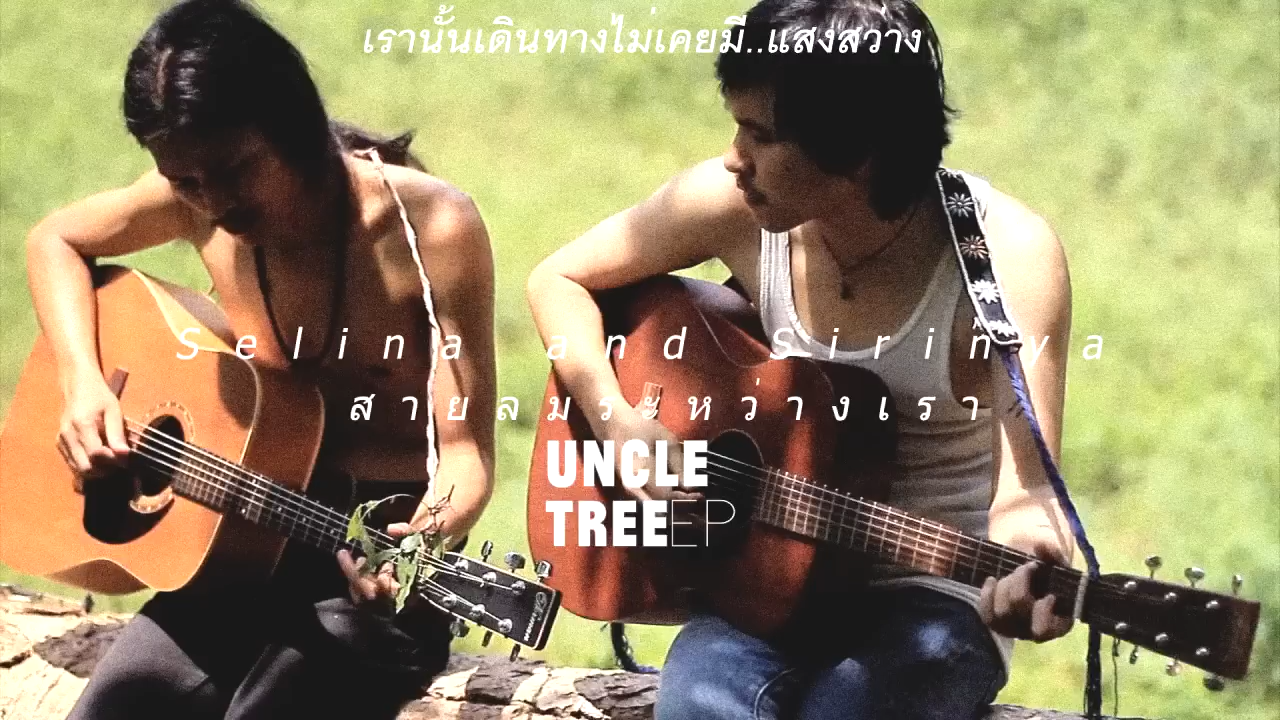 เรานั้นเดินทางไม่เคยมี..แสงสว่าง
Selina and Sirinya
สายลมระหว่างเรา
UNCLE
TREEEP